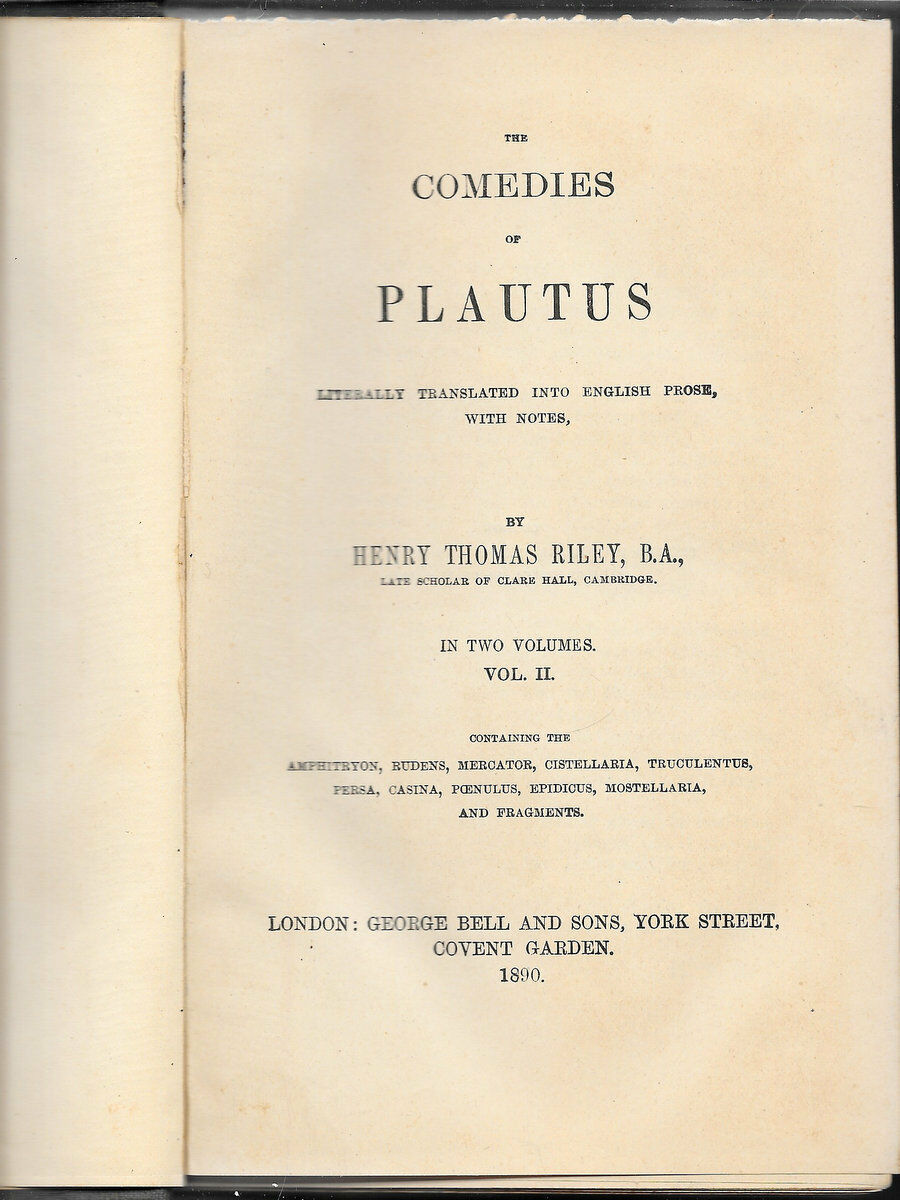 THE
COMEDIES
OF
PLAUTUS
LITERALLY TRANSLATED INTO ENGLISH PROSE,
WITH NOTES,
BY
HENRY THOMAS RILEY, B.A.,
LATE SCHOLAR OF CLARE HALL, CAMBRIDGE.
IN TWO VOLUMES.
VOL. II.
CONTAINING THE
AMPHITRYON, RUDENS, MERCATOR, CISTELLARIA, TRUCULENTUS,
PERSA, CASINA, PŒNULUS, EPIDICUS, MOSTELLARIA,
AND FRAGMENTS.
LONDON: GEORGE BELL AND SONS, YORK STREET,
COVENT GARDEN.
1890.